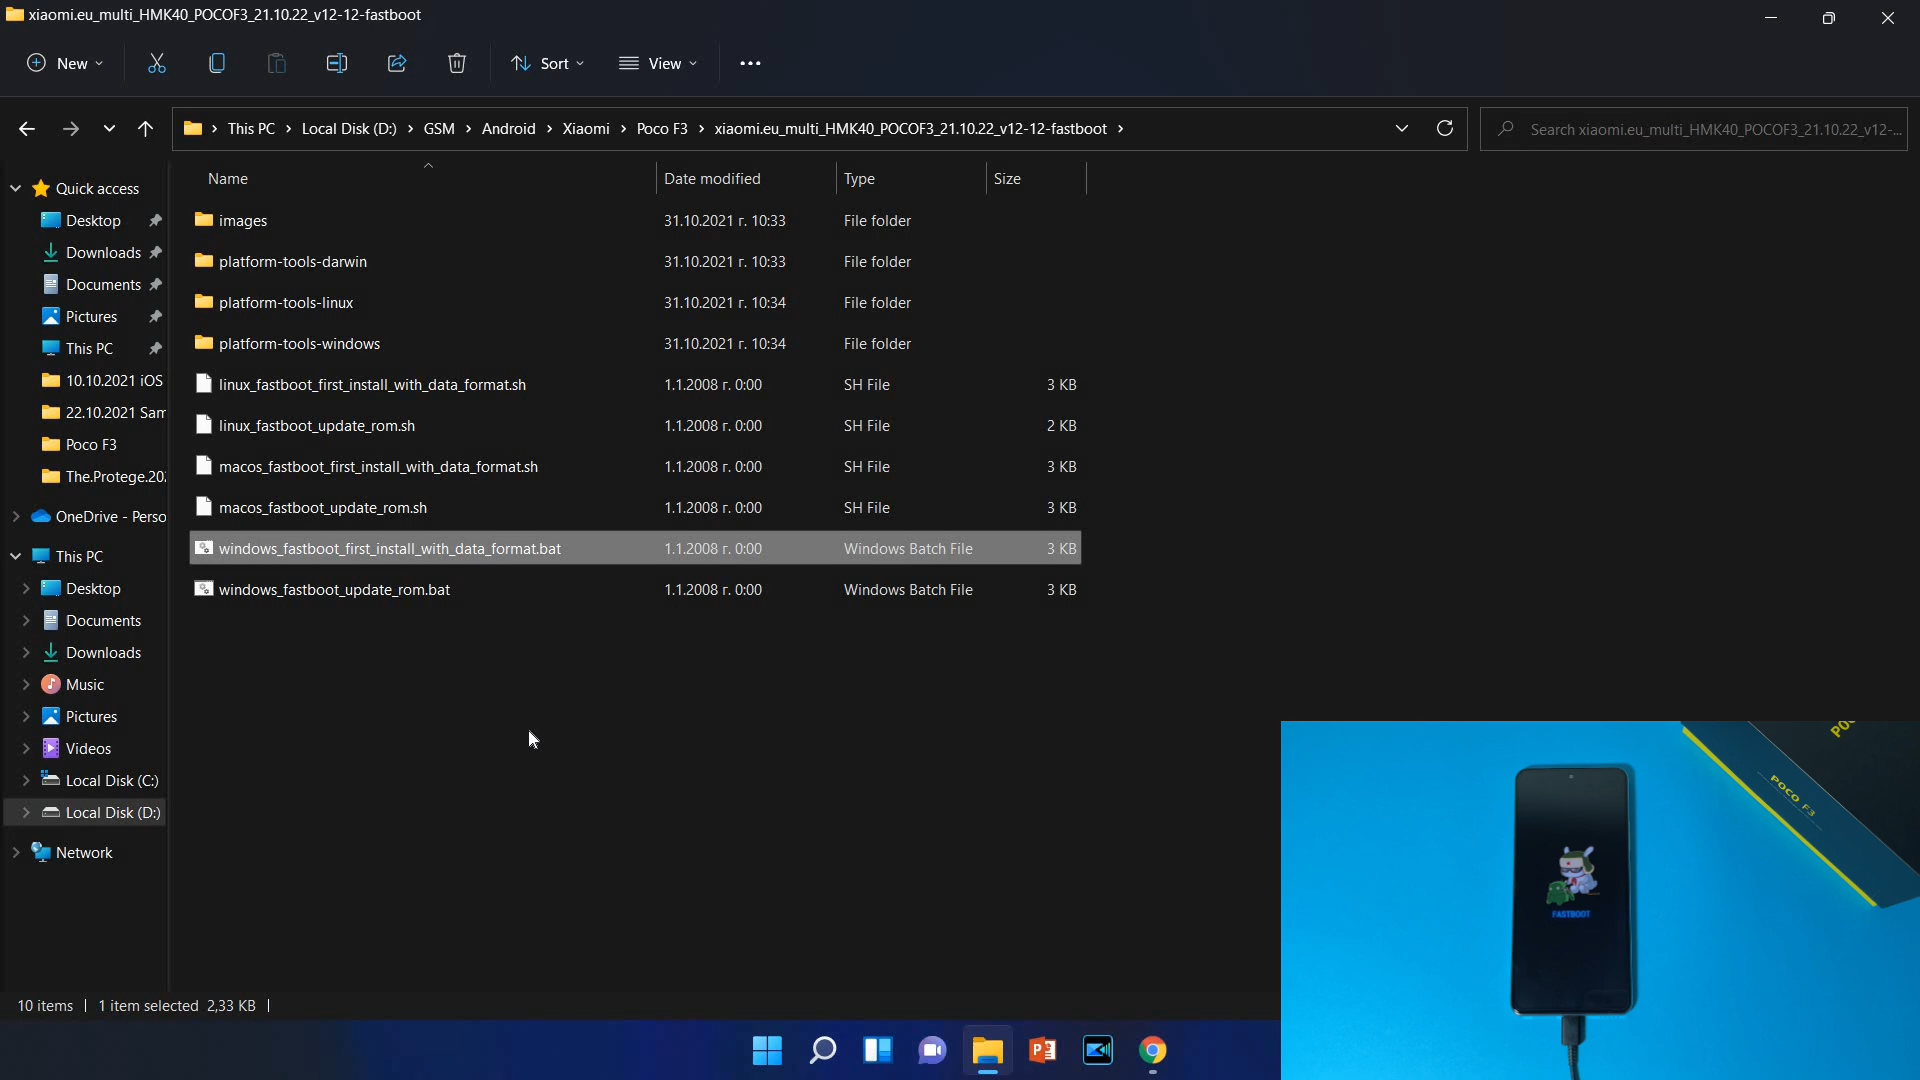 xiaomi.eu_multi_HMK40_POCOF3_21.10.22_v12-12-fastboot
New
Sort
View
This PC
Local Disk (D:)
GSM
Android
Xiaomi
Poco F3
xiaomi.eu_multi_HMK40_POCOF3_21.10.22_v12-12-fastboot
Search xiaomi.eu_multi_HMK40_POCOF3_21.10.22_v12-...
Name Date modified Type Size
images 31.10.2021 г. 10:33 File folder
platform-tools-darwin 31.10.2021 г. 10:33 File folder
platform-tools-linux 31.10.2021 г. 10:34 File folder
platform-tools-windows 31.10.2021 г. 10:34 File folder
linux_fastboot_first_install_with_data_format.sh 1.1.2008 г. 0:00 SH File 3 KB
linux_fastboot_update_rom.sh 1.1.2008 г. 0:00 SH File 2 KB
macos_fastboot_first_install_with_data_format.sh 1.1.2008 г. 0:00 SH File 3 KB
macos_fastboot_update_rom.sh 1.1.2008 г. 0:00 SH File 3 KB
windows_fastboot_first_install_with_data_format.bat 1.1.2008 г. 0:00 Windows Batch File 3 KB
windows_fastboot_update_rom.bat 1.1.2008 г. 0:00 Windows Batch File 3 KB
Quick access
Desktop
Downloads
Documents
Pictures
This PC
10.10.2021 iOS
22.10.2021 Sam
Poco F3
The.Protege.20
OneDrive - Perso
This PC
Desktop
Documents
Downloads
Music
Pictures
Videos
Local Disk (C:)
Local Disk (D:)
Network
10 items
1 item selected 2,33 KB
FASTBOOT
POCO F3